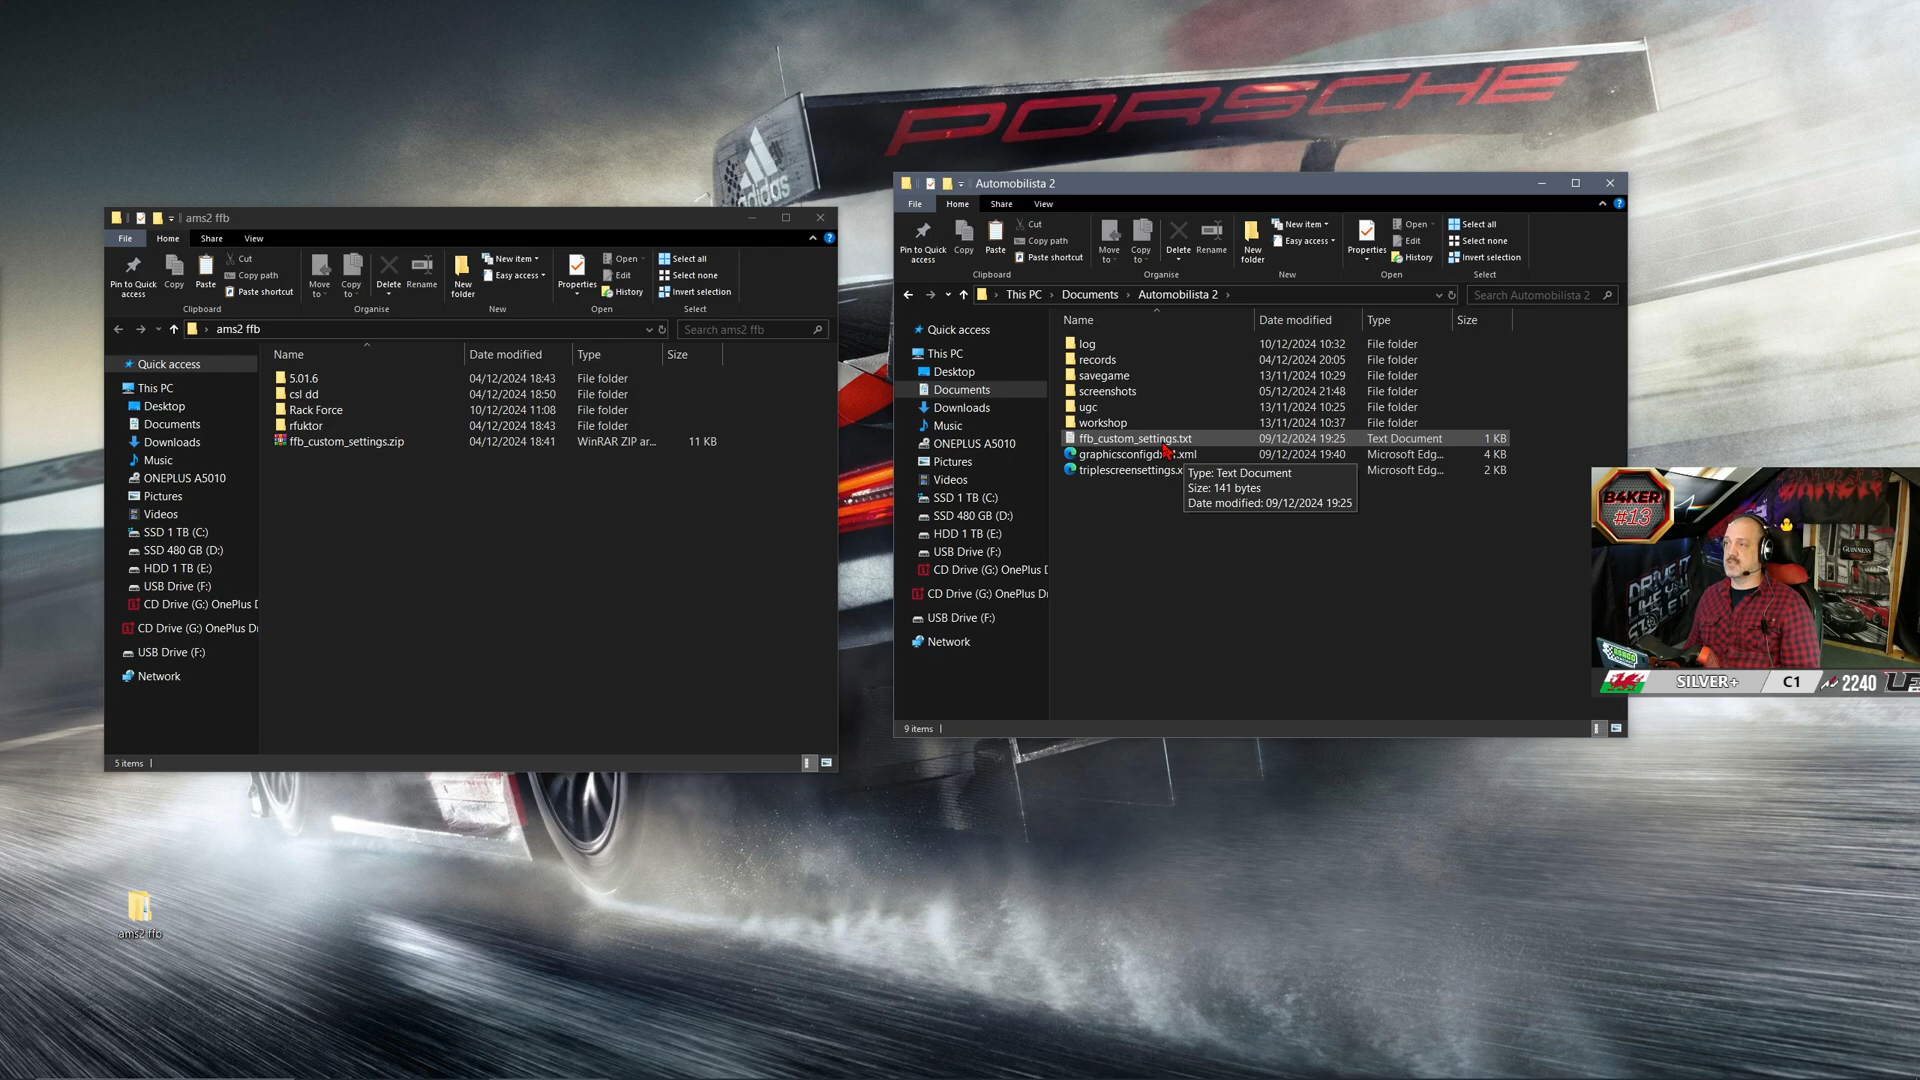 PORSCHE
adidas
ams2 ffb
File
Home
Share
View
Pin to Quick access
Copy
Paste
Cut
Copy path
Paste shortcut
Clipboard
Move to
Copy to
Delete
Rename
Organise
New folder
New item
Easy access
New
Properties
Open
Edit
History
Open
Select all
Select none
Invert selection
Select
ams2 ffb
Search ams2 ffb
Name
Date modified
Type
Size
Quick access
This PC
Desktop
Documents
Downloads
Music
ONEPLUS A5010
Pictures
Videos
SSD 1 TB (C:)
SSD 480 GB (D:)
HDD 1 TB (E:)
USB Drive (F:)
CD Drive (G:) OnePlus D
CD Drive (G:) OnePlus Dr
USB Drive (F:)
Network
5.01.6 04/12/2024 18:43 File folder
csl dd 04/12/2024 18:50 File folder
Rack Force 10/12/2024 11:08 File folder
rfuktor 04/12/2024 18:43 File folder
ffb_custom_settings.zip 04/12/2024 18:41 WinRAR ZIP ar... 11 KB
5 items
Automobilista 2
File
Home
Share
View
Pin to Quick access
Copy
Paste
Cut
Copy path
Paste shortcut
Clipboard
Move to
Copy to
Delete
Rename
Organise
New folder
New item
Easy access
New
Properties
Open
Edit
History
Open
Select all
Select none
Invert selection
Select
This PC
Documents
Automobilista 2
Search Automobilista 2
Name
Date modified
Type
Size
Quick access
This PC
Desktop
Documents
Downloads
Music
ONEPLUS A5010
Pictures
Videos
SSD 1 TB (C:)
SSD 480 GB (D:)
HDD 1 TB (E:)
USB Drive (F:)
CD Drive (G:) OnePlus D
CD Drive (G:) OnePlus Dr
USB Drive (F:)
Network
log 10/12/2024 10:32 File folder
records 04/12/2024 20:05 File folder
savegame 13/11/2024 10:29 File folder
screenshots 05/12/2024 21:48 File folder
ugc 13/11/2024 10:25 File folder
workshop 13/11/2024 10:37 File folder
ffb_custom_settings.txt 09/12/2024 19:25 Text Document 1 KB
graphicsconfigd .xml 09/12/2024 19:40 Microsoft Edg... 4 KB
triplescreensettings.x Microsoft Edg... 2 KB
Type: Text Document
Size: 141 bytes
Date modified: 09/12/2024 19:25
9 items
B4KER
#13
DRIVE IT
LIKE YOU
STOLE IT
GUINNESS
SILVER+
C1
2240
ams2 ffb